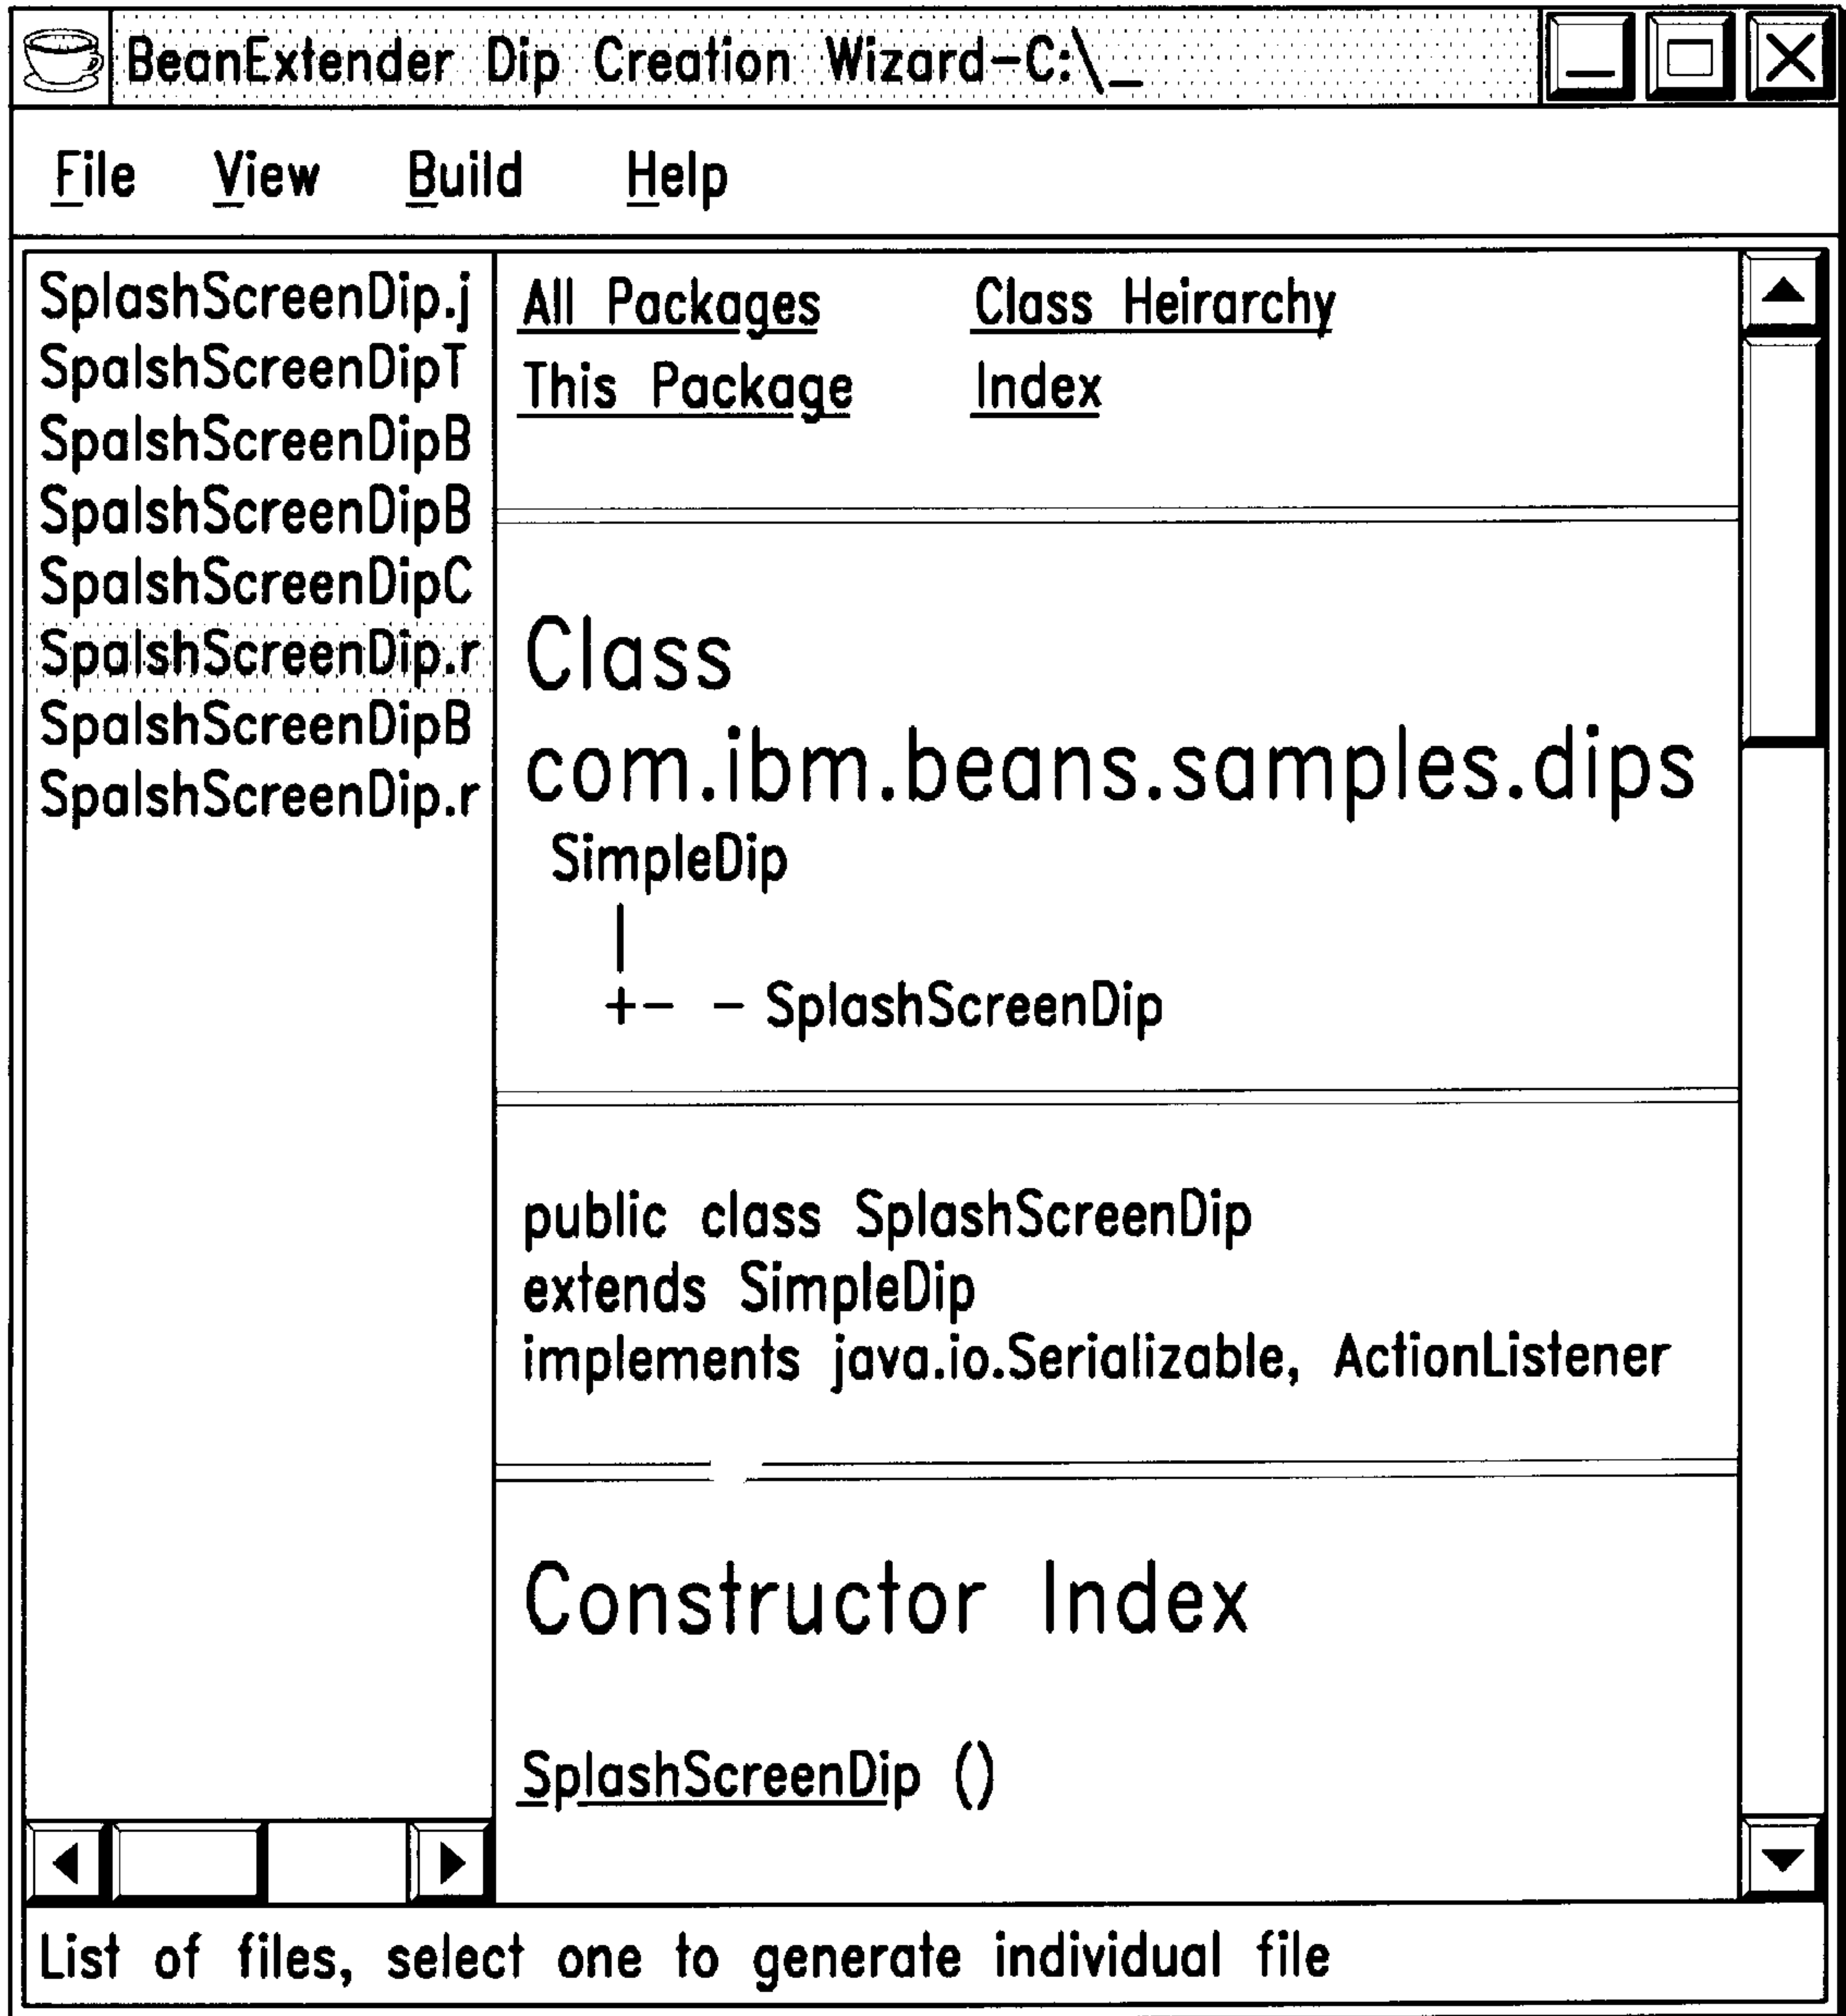 BeanExtender Dip Creation Wizard-C:\_
File View Build Help
SplashScreenDip.j
SpalshScreenDipT
SpalshScreenDipB
SpalshScreenDipB
SpalshScreenDipC
SpalshScreenDip.r
SpalshScreenDipB
SpalshScreenDip.r
All Packages Class Heirarchy
This Package Index
Class
com.ibm.beans.samples.dips
SimpleDip
|
+- - SplashScreenDip
public class SplashScreenDip
extends SimpleDip
implements java.io.Serializable, ActionListener
Constructor Index
SplashScreenDip ()
List of files, select one to generate individual file